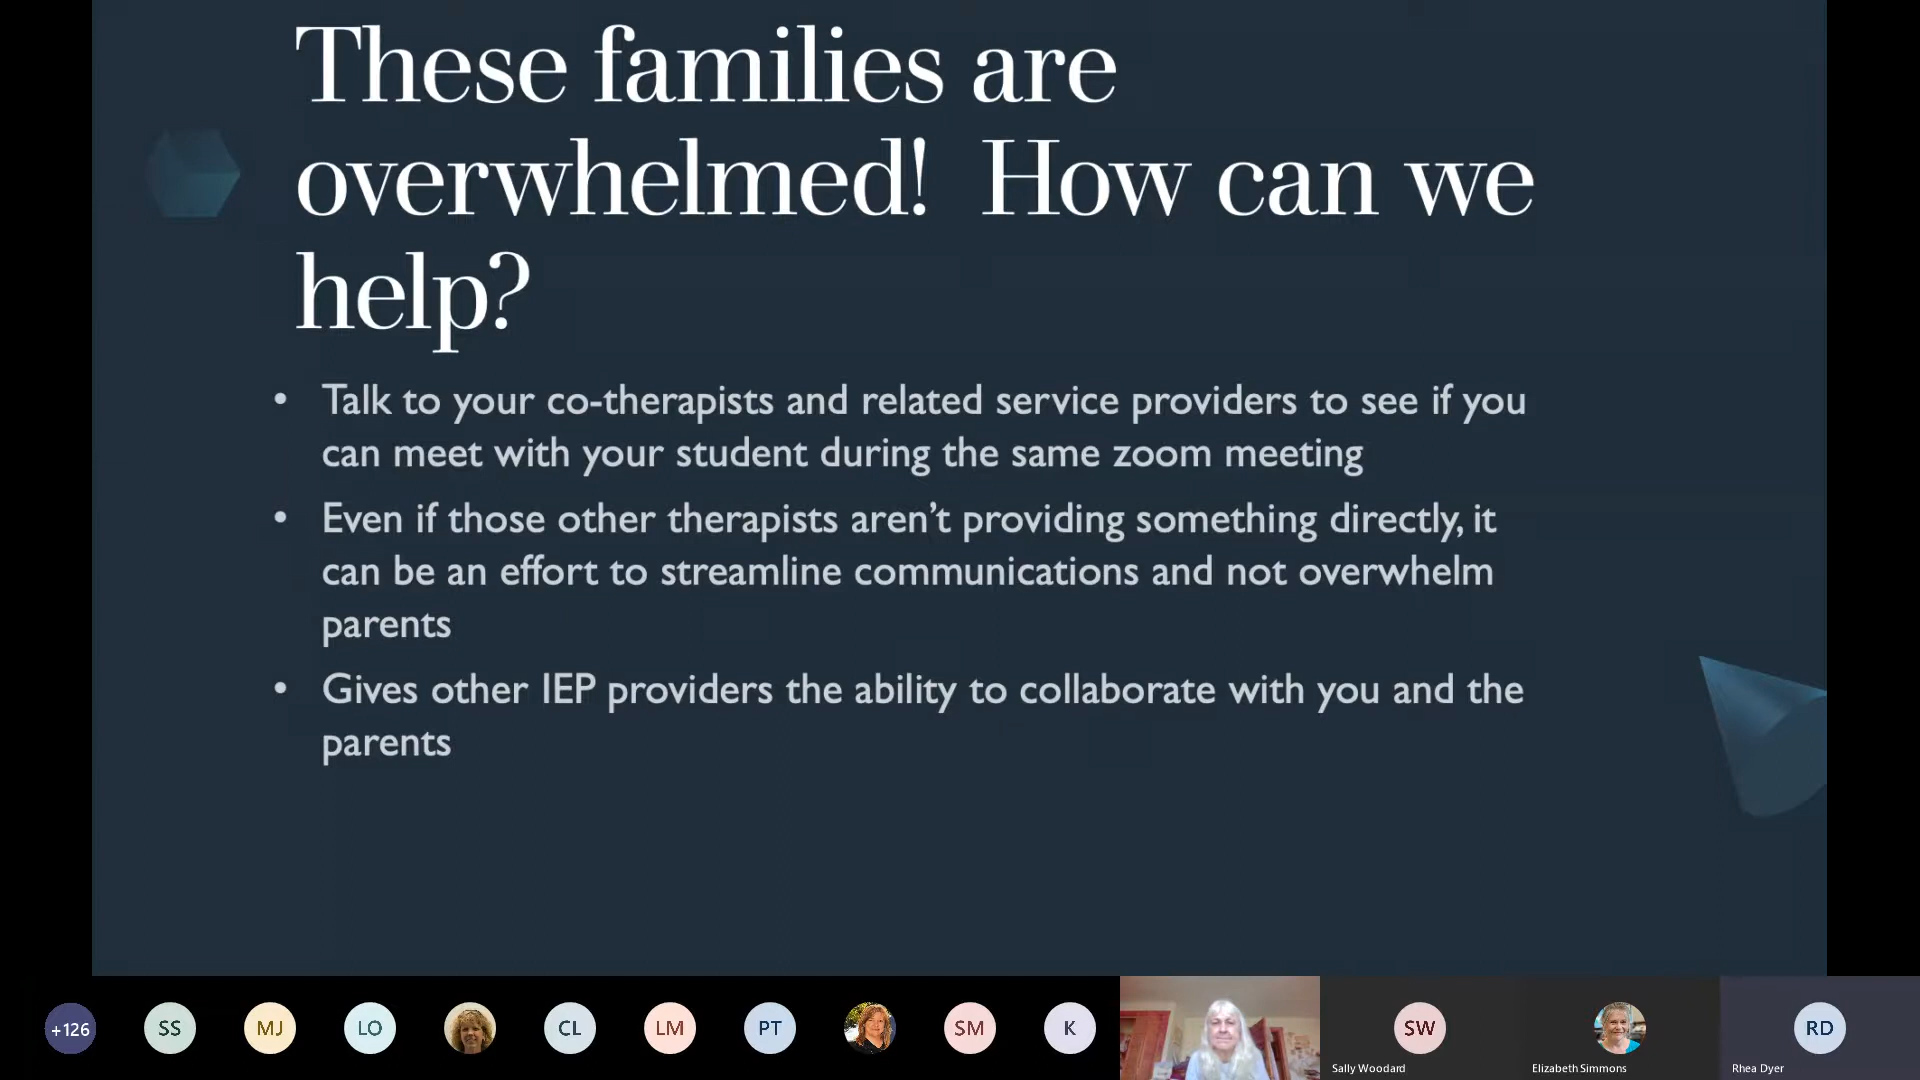 These families are
overwhelmed!  How can we
help?
• Talk to your co-therapists and related service providers to see if you
can meet with your student during the same zoom meeting
• Even if those other therapists aren’t providing something directly, it
can be an effort to streamline communications and not overwhelm
parents
• Gives other IEP providers the ability to collaborate with you and the
parents
+126
SS
MJ
LO
CL
LM
PT
SM
K
SW
RD
Sally Woodard
Elizabeth Simmons
Rhea Dyer